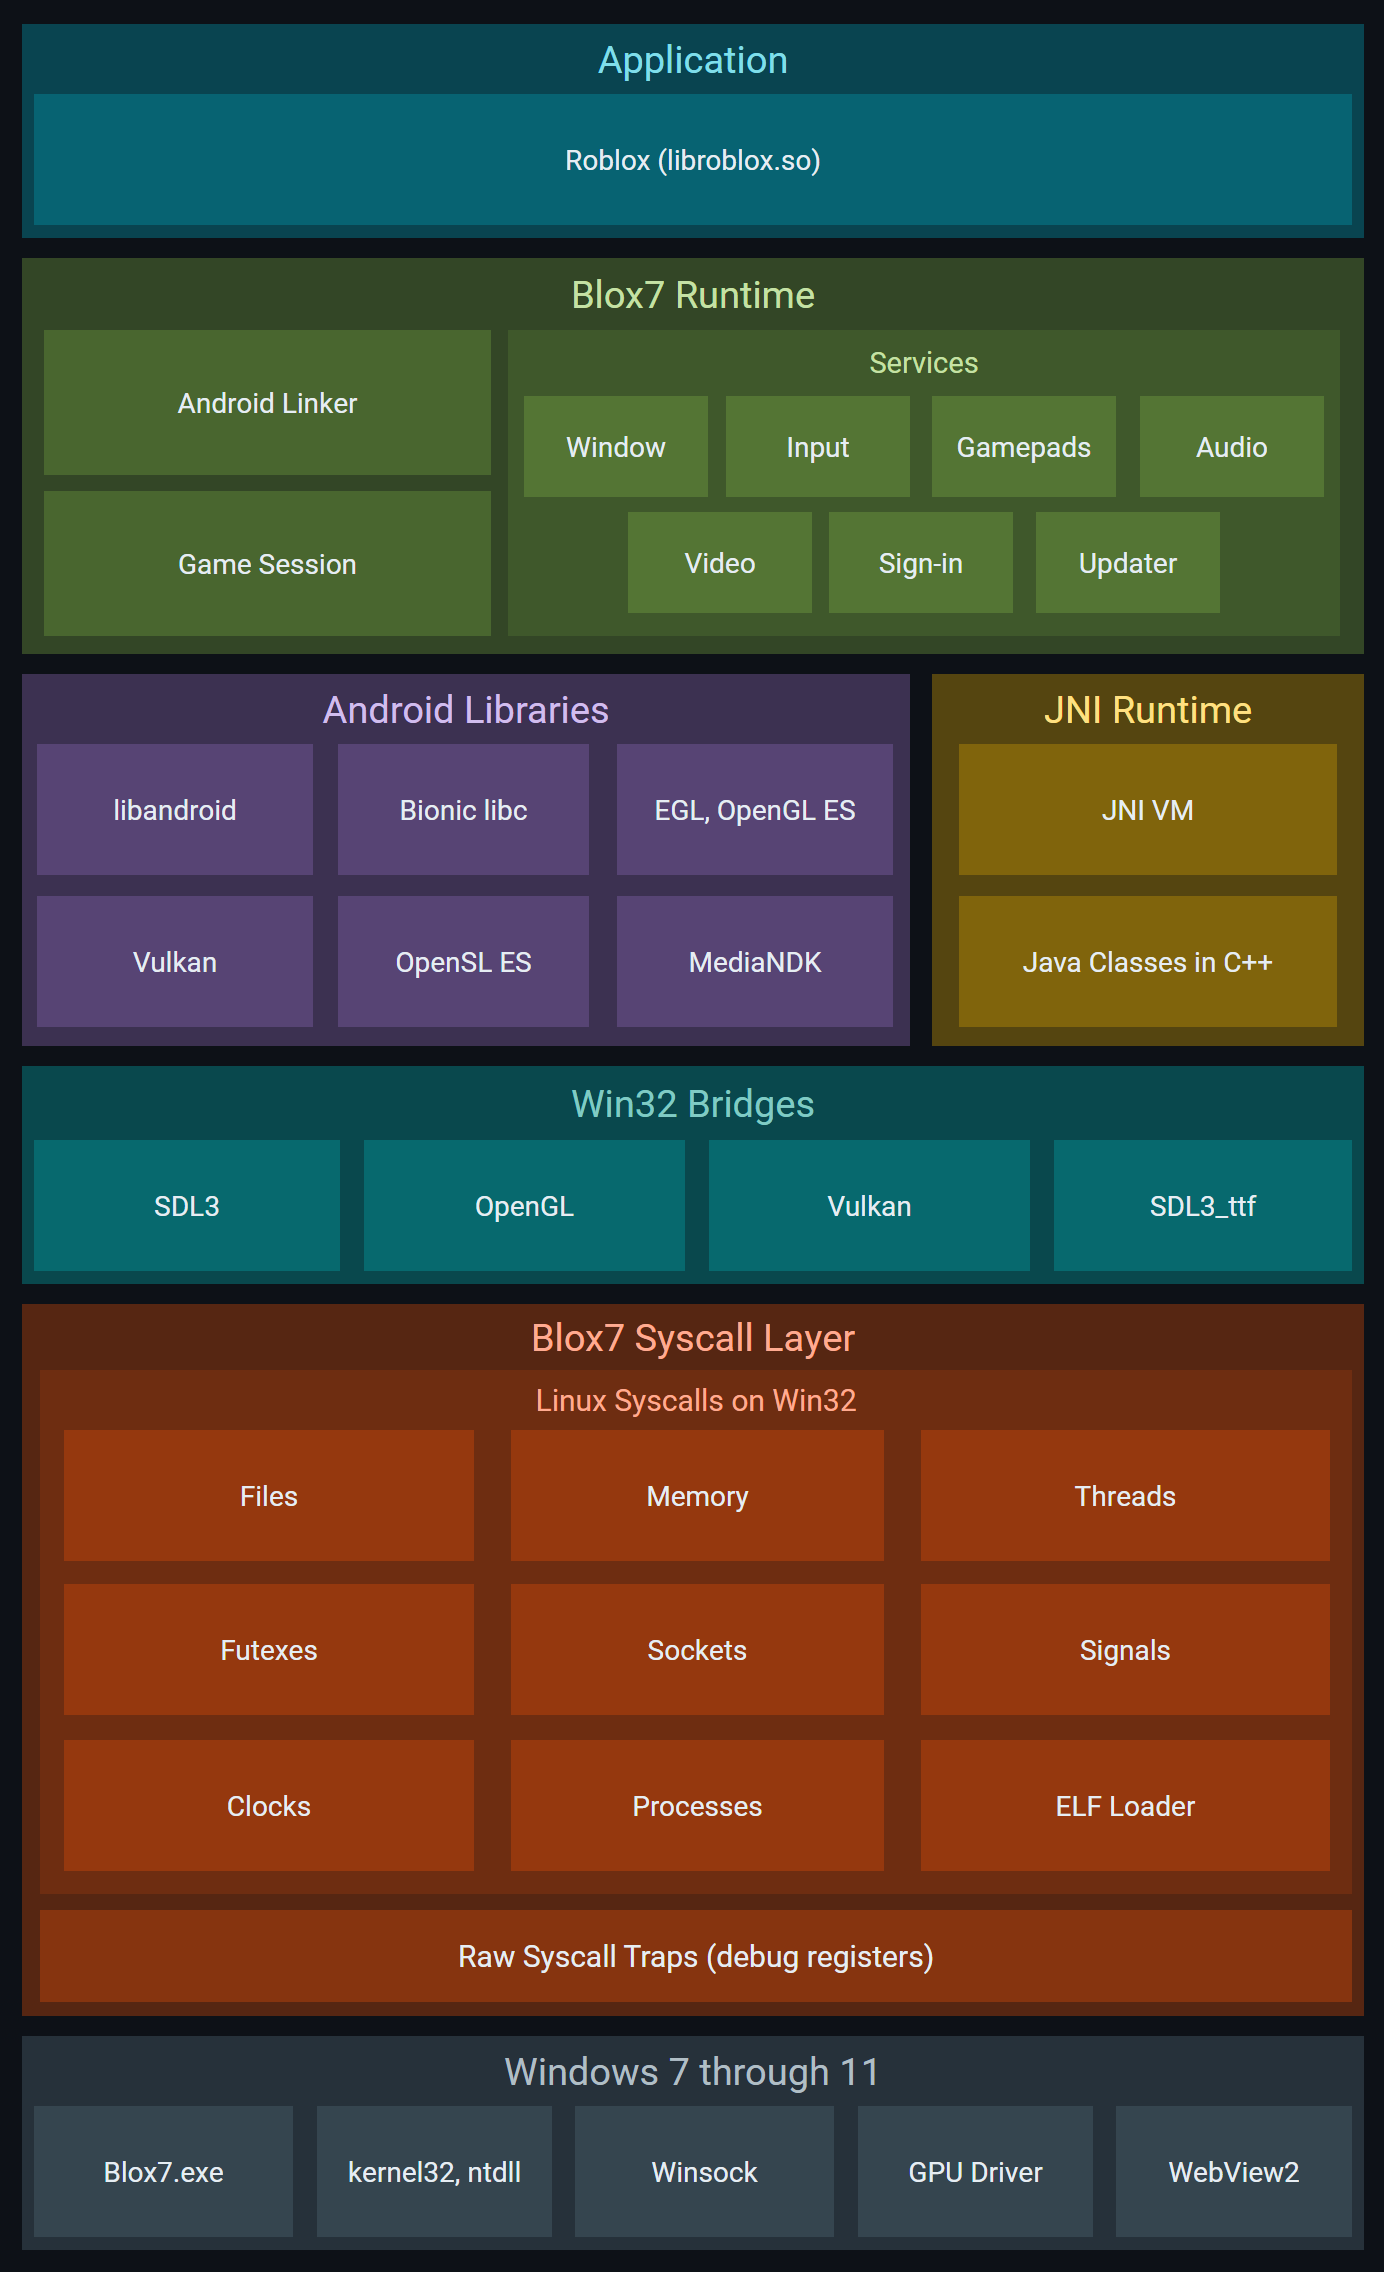 Application
Roblox (libroblox.so)
Blox7 Runtime
Android Linker
Game Session
Services
Window
Input
Gamepads
Audio
Video
Sign-in
Updater
Android Libraries
libandroid
Bionic libc
EGL, OpenGL ES
Vulkan
OpenSL ES
MediaNDK
JNI Runtime
JNI VM
Java Classes in C++
Win32 Bridges
SDL3
OpenGL
Vulkan
SDL3_ttf
Blox7 Syscall Layer
Linux Syscalls on Win32
Files
Memory
Threads
Futexes
Sockets
Signals
Clocks
Processes
ELF Loader
Raw Syscall Traps (debug registers)
Windows 7 through 11
Blox7.exe
kernel32, ntdll
Winsock
GPU Driver
WebView2